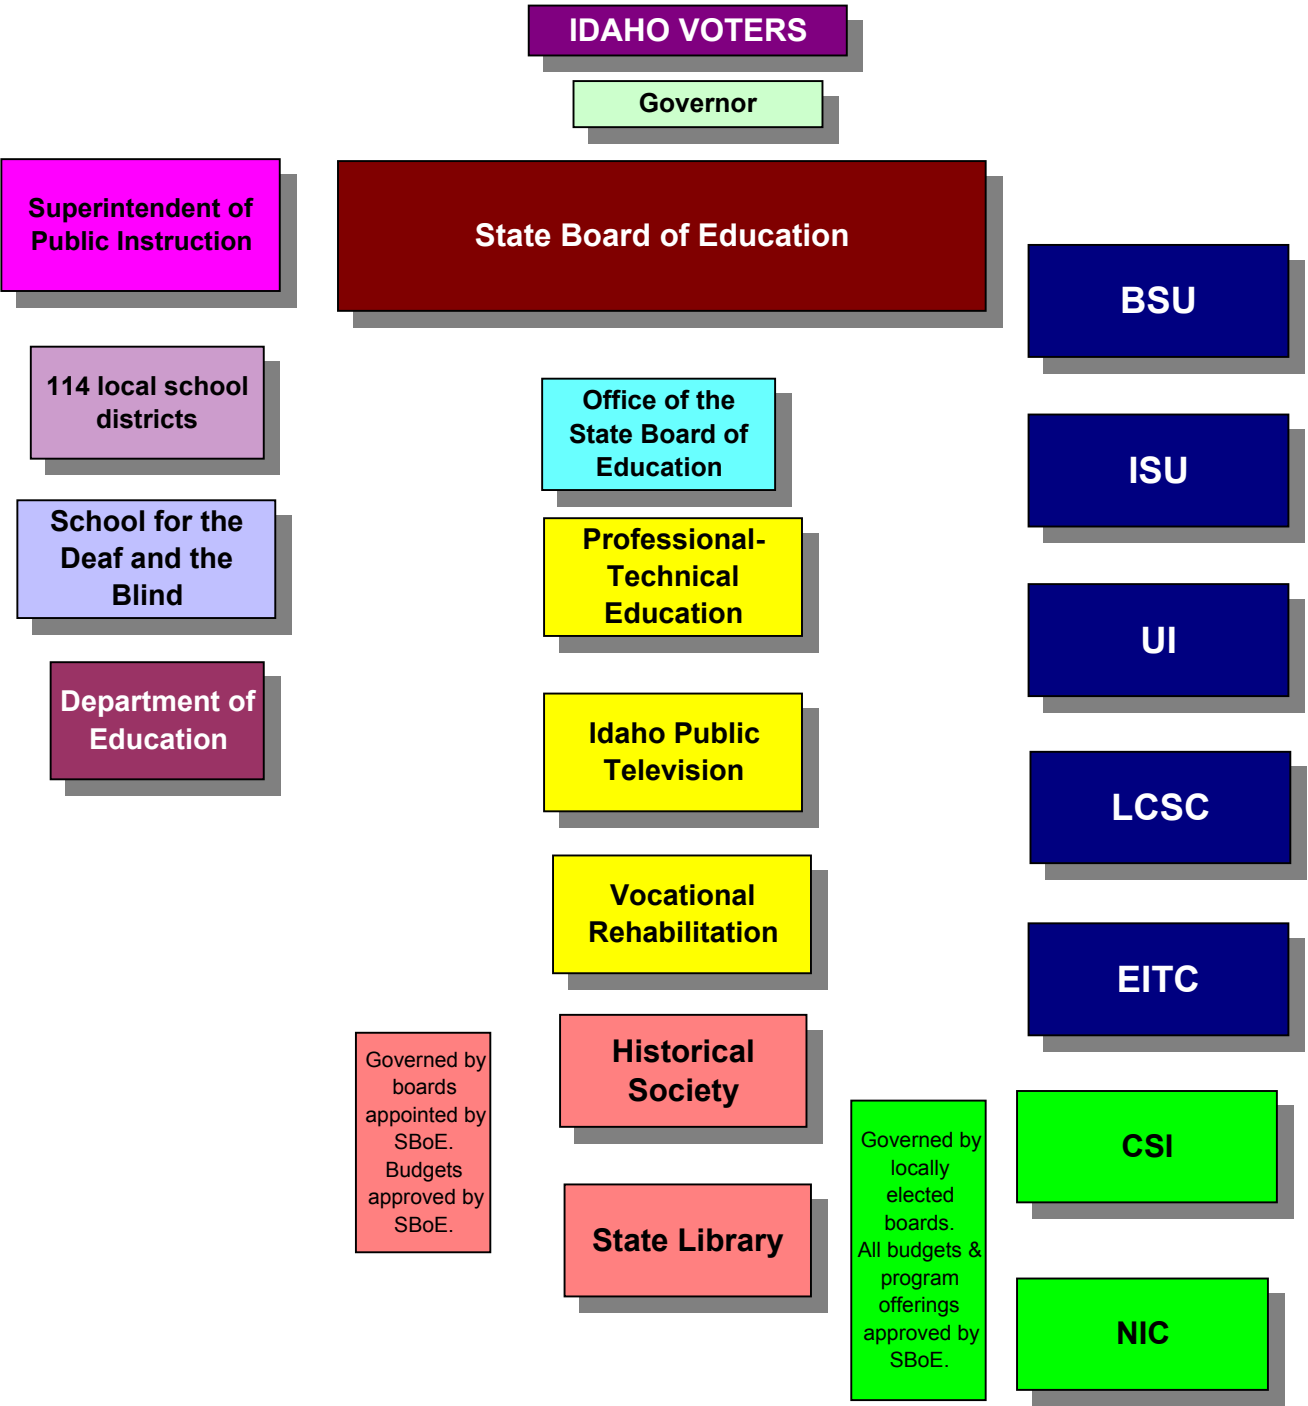 IDAHO VOTERS
Governor
Superintendent of
Public Instruction
State Board of Education
114 local school
districts
School for the
Deaf and the
Blind
Department of
Education
Office of the
State Board of
Education
Professional-
Technical
Education
Idaho Public
Television
Vocational
Rehabilitation
Governed by
boards
appointed by
SBoE.
Budgets
approved by
SBoE.
Historical
Society
State Library
BSU
ISU
UI
LCSC
EITC
Governed by
locally
elected
boards.
All budgets &
program
offerings
approved by
SBoE.
CSI
NIC